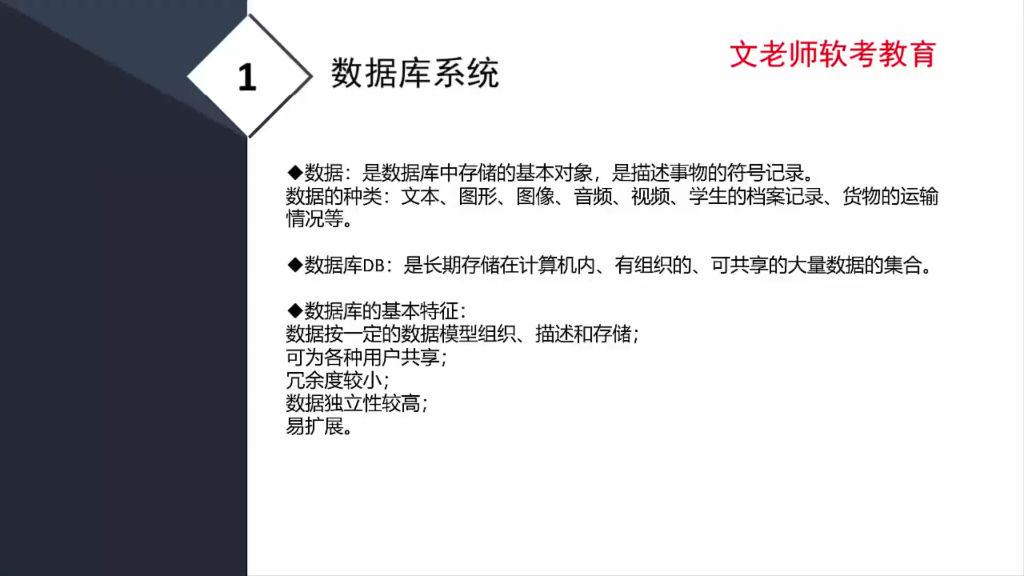 1
数据库系统
文老师软考教育
◆数据：是数据库中存储的基本对象，是描述事物的符号记录。
数据的种类：文本、图形、图像、音频、视频、学生的档案记录、货物的运输
情况等。
◆数据库DB：是长期存储在计算机内、有组织的、可共享的大量数据的集合。
◆数据库的基本特征：
数据按一定的数据模型组织、描述和存储；
可为各种用户共享；
冗余度较小；
数据独立性较高；
易扩展。